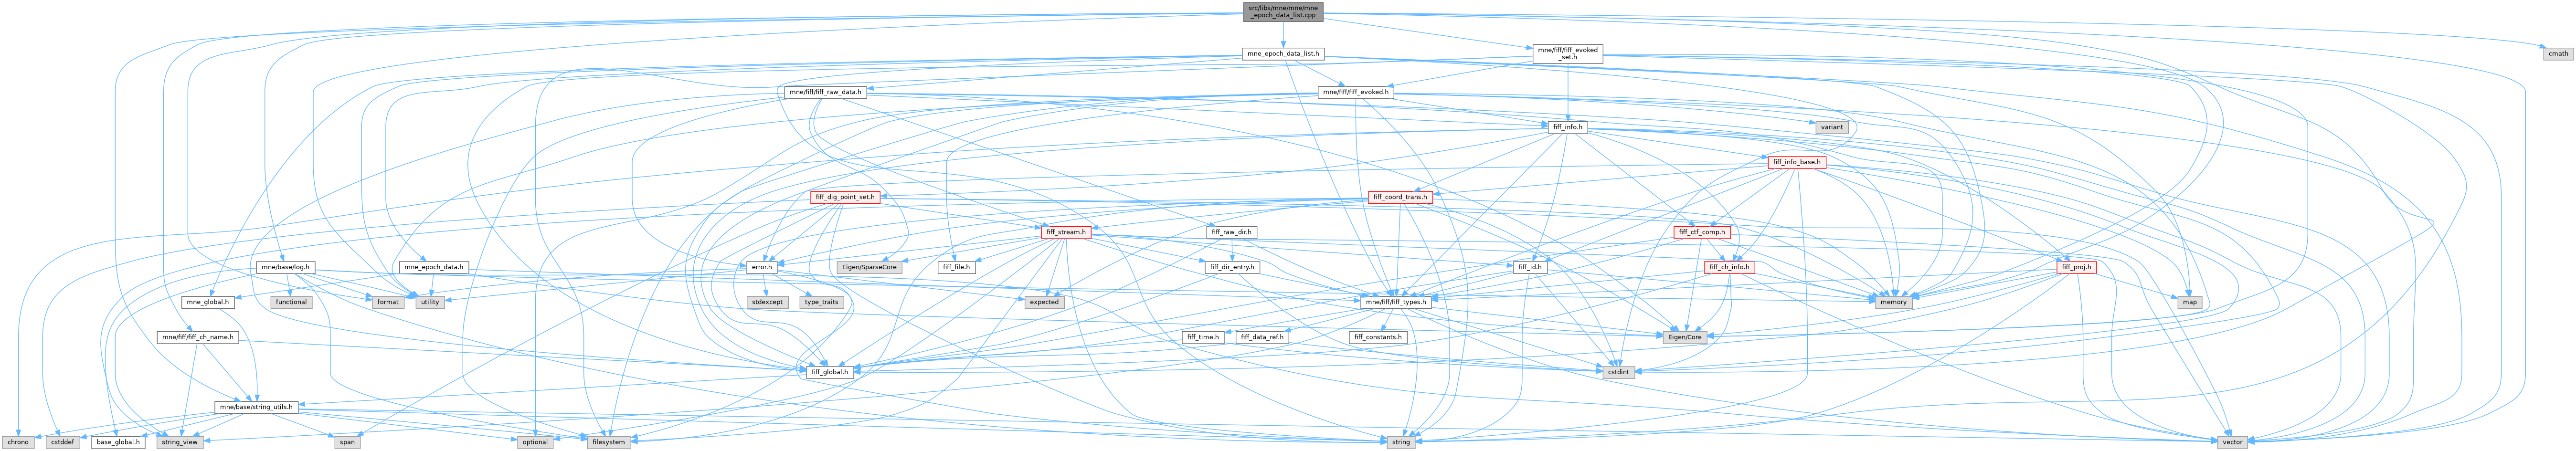 src/libs/mne/mne/mne
_epoch_data_list.cpp
mne_epoch_data_list.h
mne/fiff/fiff_evoked
_set.h
cmath
mne/fiff/fiff_raw_data.h
mne/fiff/fiff_evoked.h
variant
fiff_info.h
fiff_info_base.h
fiff_dig_point_set.h
fiff_coord_trans.h
fiff_stream.h
fiff_raw_dir.h
fiff_ctf_comp.h
mne/base/log.h
mne_epoch_data.h
error.h
Eigen/SparseCore
fiff_file.h
fiff_dir_entry.h
fiff_id.h
fiff_ch_info.h
fiff_proj.h
mne_global.h
functional
format
utility
stdexcept
type_traits
expected
mne/fiff/fiff_types.h
memory
map
mne/fiff/fiff_ch_name.h
fiff_time.h
fiff_data_ref.h
fiff_constants.h
Eigen/Core
fiff_global.h
cstdint
mne/base/string_utils.h
chrono
cstddef
base_global.h
string_view
span
optional
filesystem
string
vector